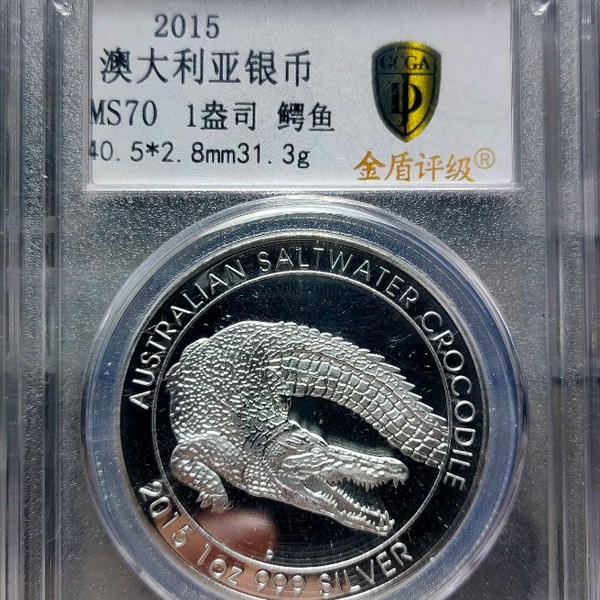 2015
澳大利亚银币
MS70 1盎司 鳄鱼
40.5*2.8mm31.3g
GCGA
金盾评级®
AUSTRALIAN SALTWATER CROCODILE
2015 1oz 999 SILVER